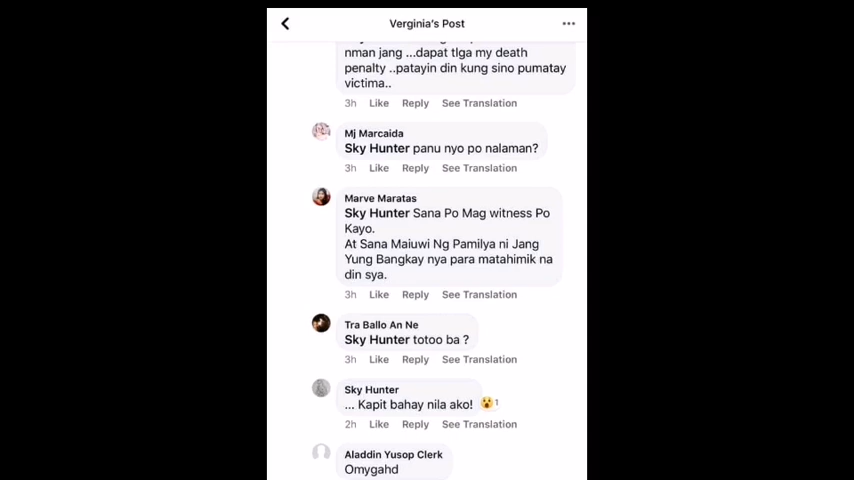 Verginia's Post
nman jang ...dapat tlga my death
penalty ..patayin din kung sino pumatay
victima..
3h Like Reply See Translation
Mj Marcaida
Sky Hunter panu nyo po nalaman?
3h Like Reply See Translation
Marve Maratas
Sky Hunter Sana Po Mag witness Po
Kayo.
At Sana Maiuwi Ng Pamilya ni Jang
Yung Bangkay nya para matahimik na
din sya.
3h Like Reply See Translation
Tra Ballo An Ne
Sky Hunter totoo ba ?
3h Like Reply See Translation
Sky Hunter
... Kapit bahay nila ako!
1
2h Like Reply See Translation
Aladdin Yusop Clerk
Omygahd